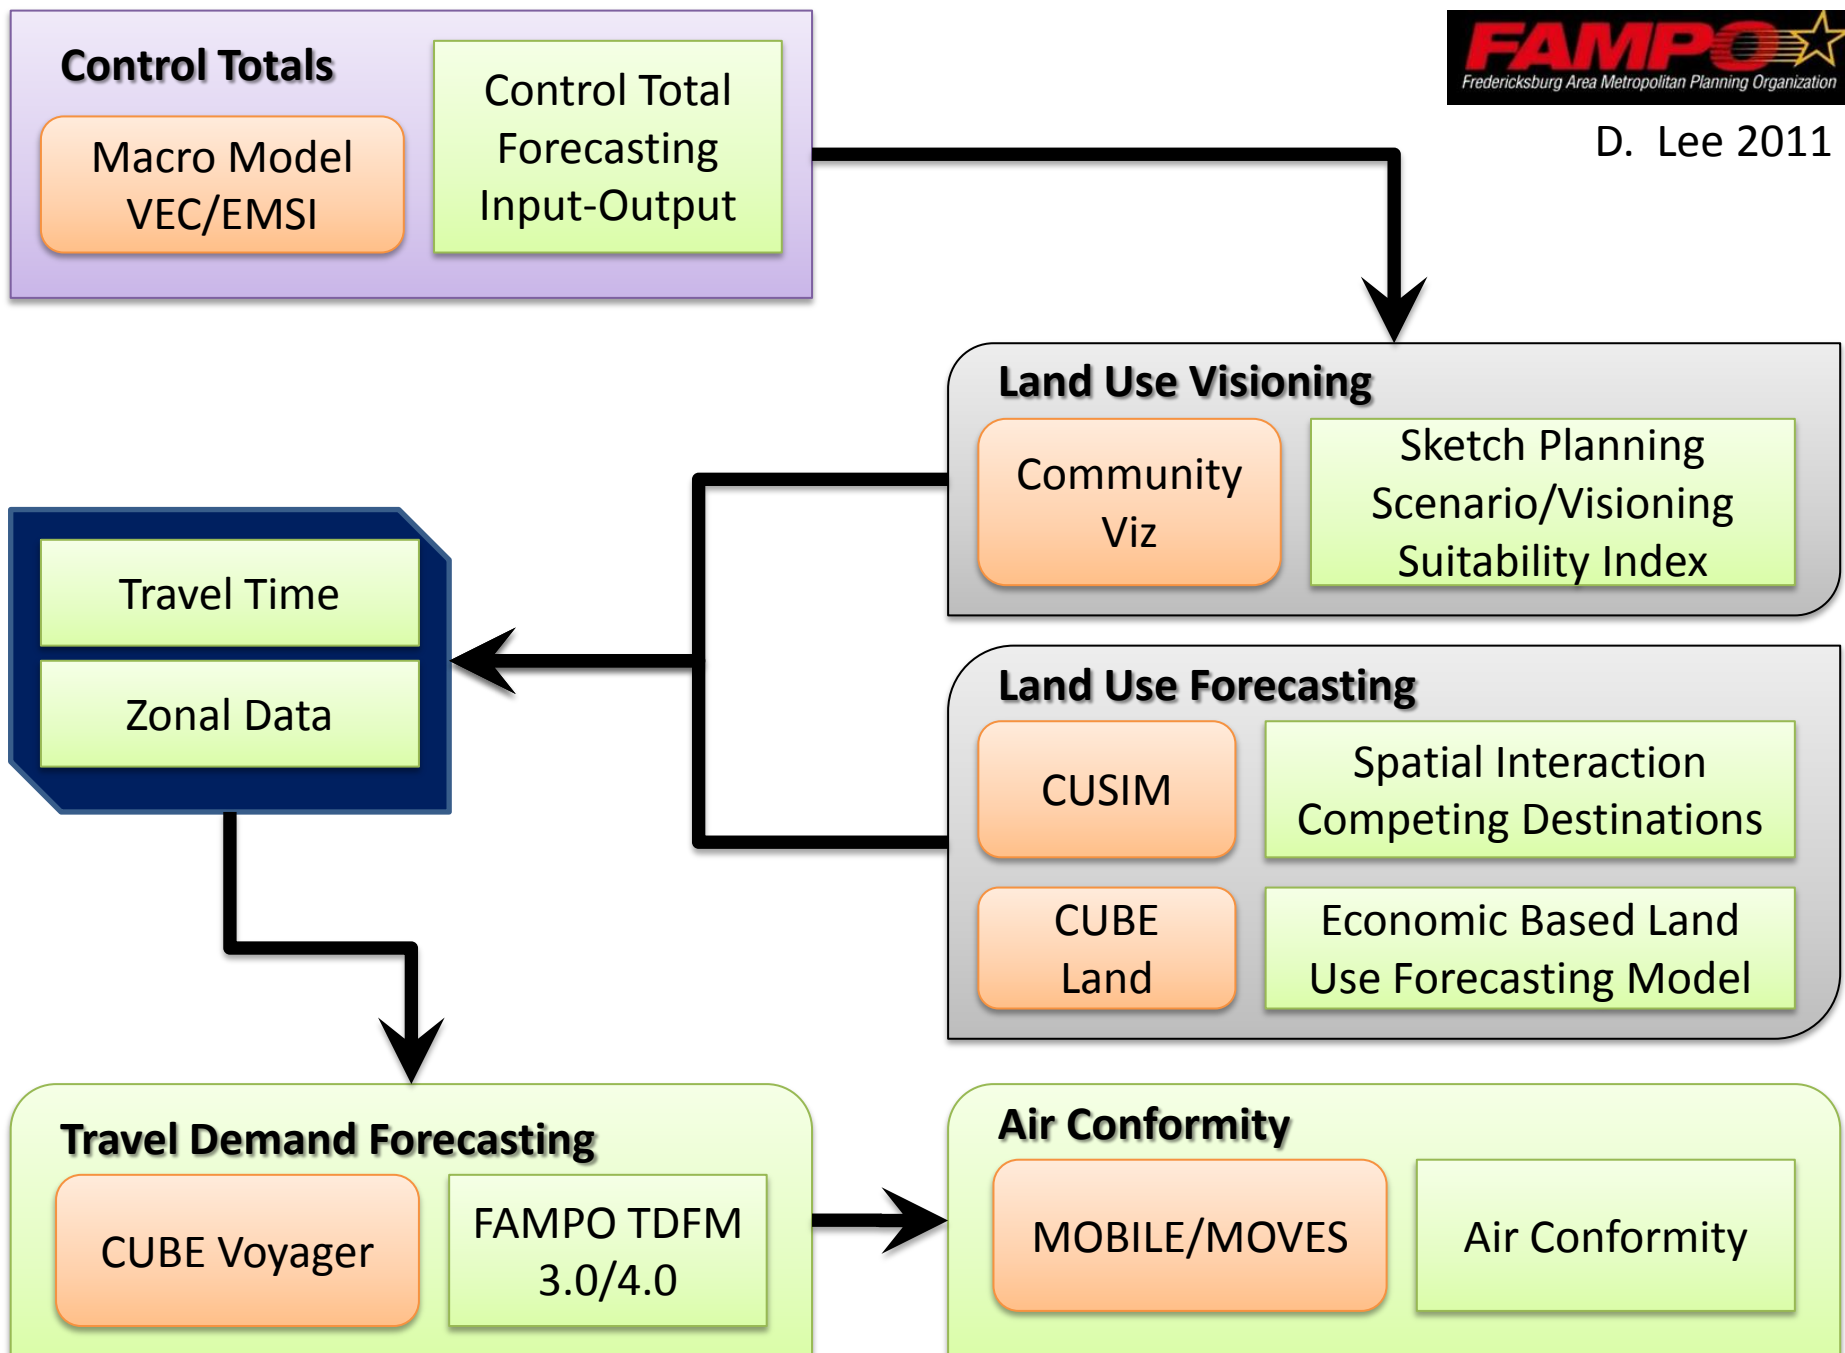 Control Totals
Macro Model
VEC/EMSI
Control Total
Forecasting
Input-Output
FAMPO
Fredericksburg Area Metropolitan Planning Organization
D. Lee 2011
Land Use Visioning
Community
Viz
Sketch Planning
Scenario/Visioning
Suitability Index
Travel Time
Zonal Data
Land Use Forecasting
CUSIM
Spatial Interaction
Competing Destinations
CUBE
Land
Economic Based Land
Use Forecasting Model
Travel Demand Forecasting
CUBE Voyager
FAMPO TDFM
3.0/4.0
Air Conformity
MOBILE/MOVES
Air Conformity